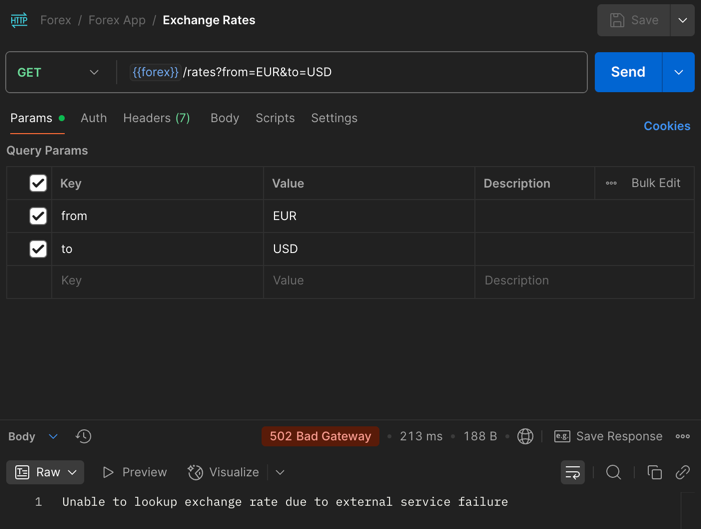 HTTP Forex / Forex App / Exchange Rates Save
GET {{forex}} /rates?from=EUR&to=USD Send
Params Auth Headers (7) Body Scripts Settings
Cookies
Query Params
Key Value Description Bulk Edit
from EUR
to USD
Key Value Description
Body 502 Bad Gateway • 213 ms • 188 B • e.g. Save Response
Raw Preview Visualize
1 Unable to lookup exchange rate due to external service failure